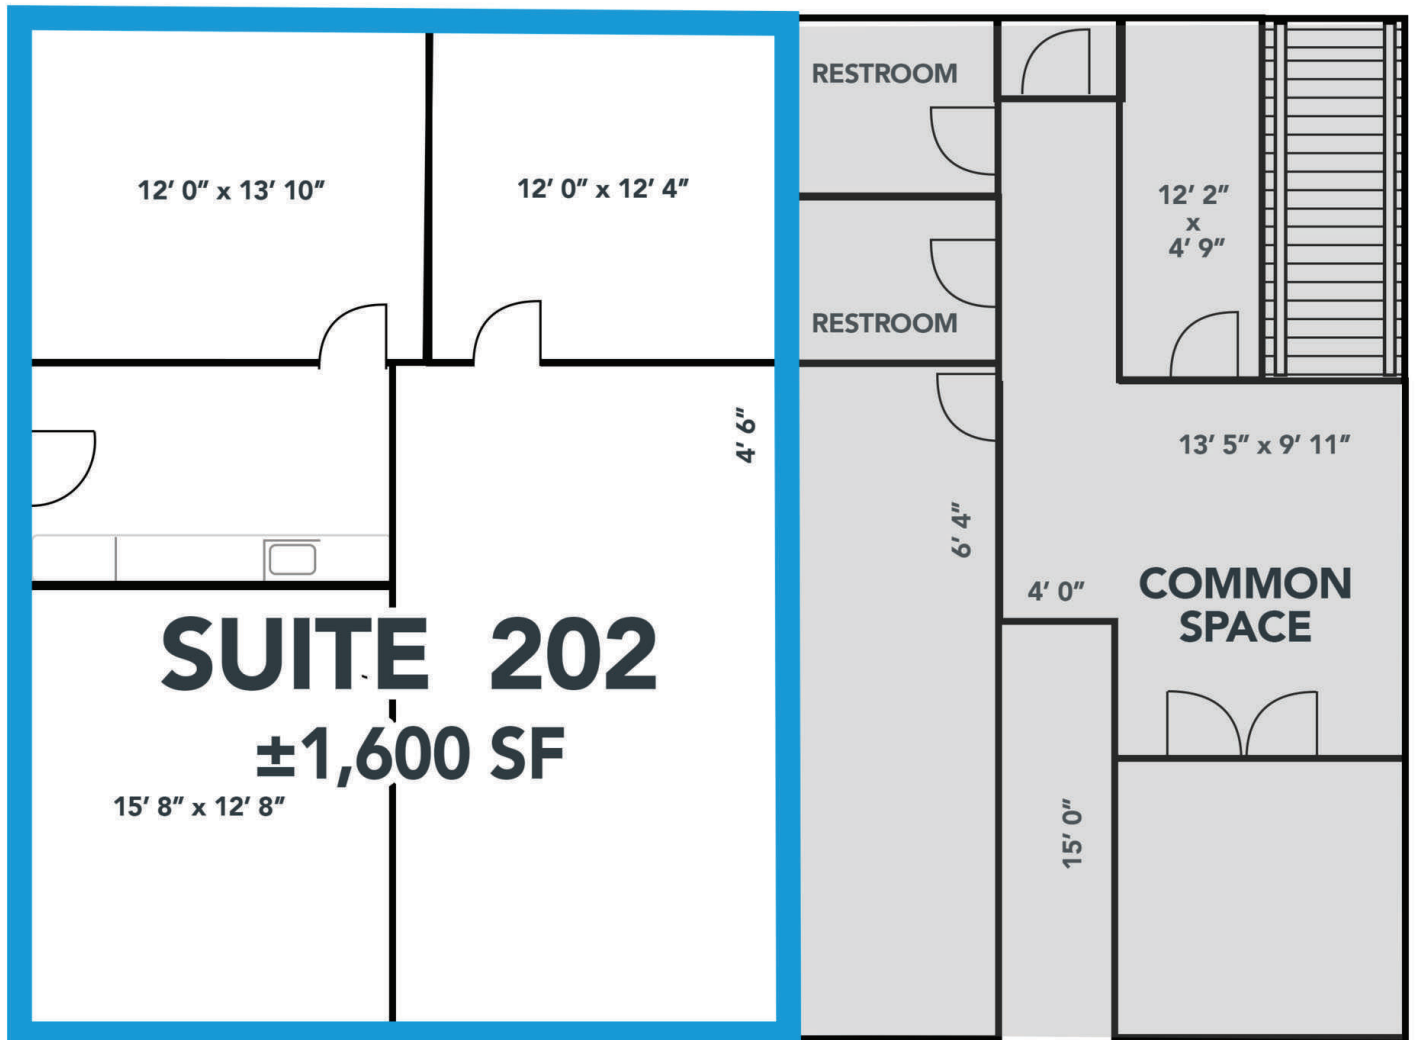 RESTROOM
12′ 0″ x 13′ 10″
12′ 0″ x 12′ 4″
12′ 2″
x
4′ 9″
RESTROOM
4′ 6″
13′ 5″ x 9′ 11″
6′ 4″
4′ 0″
COMMON
SPACE
SUITE 202
±1,600 SF
15′ 8″ x 12′ 8″
15′ 0″